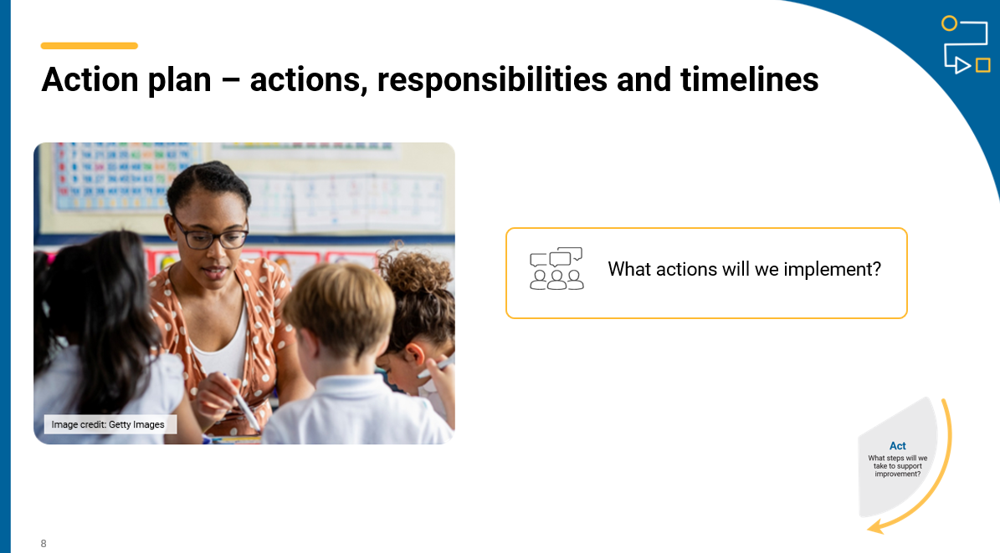 Action plan – actions, responsibilities and timelines
Image credit: Getty Images
What actions will we implement?
Act
What steps will we
take to support
improvement?
8